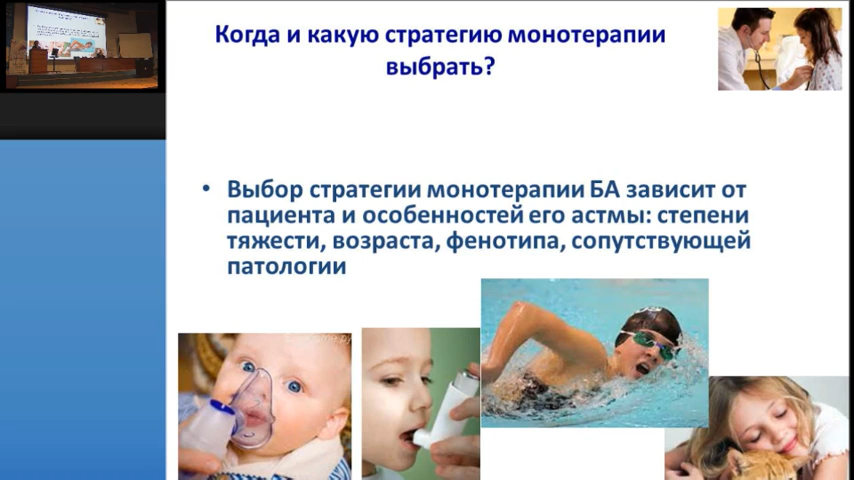 Когда и какую стратегию монотерапии
выбрать?
• Выбор стратегии монотерапии БА зависит от
пациента и особенностей его астмы: степени
тяжести, возраста, фенотипа, сопутствующей
патологии